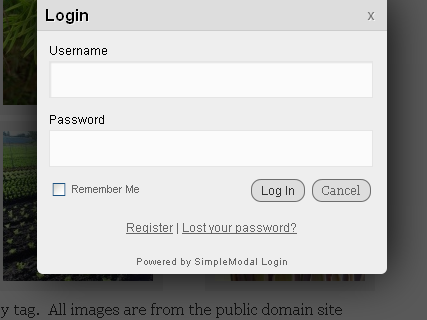 Login x
Username
Password
Remember Me Log In Cancel
Register | Lost your password?
Powered by SimpleModal Login
y tag. All images are from the public domain site